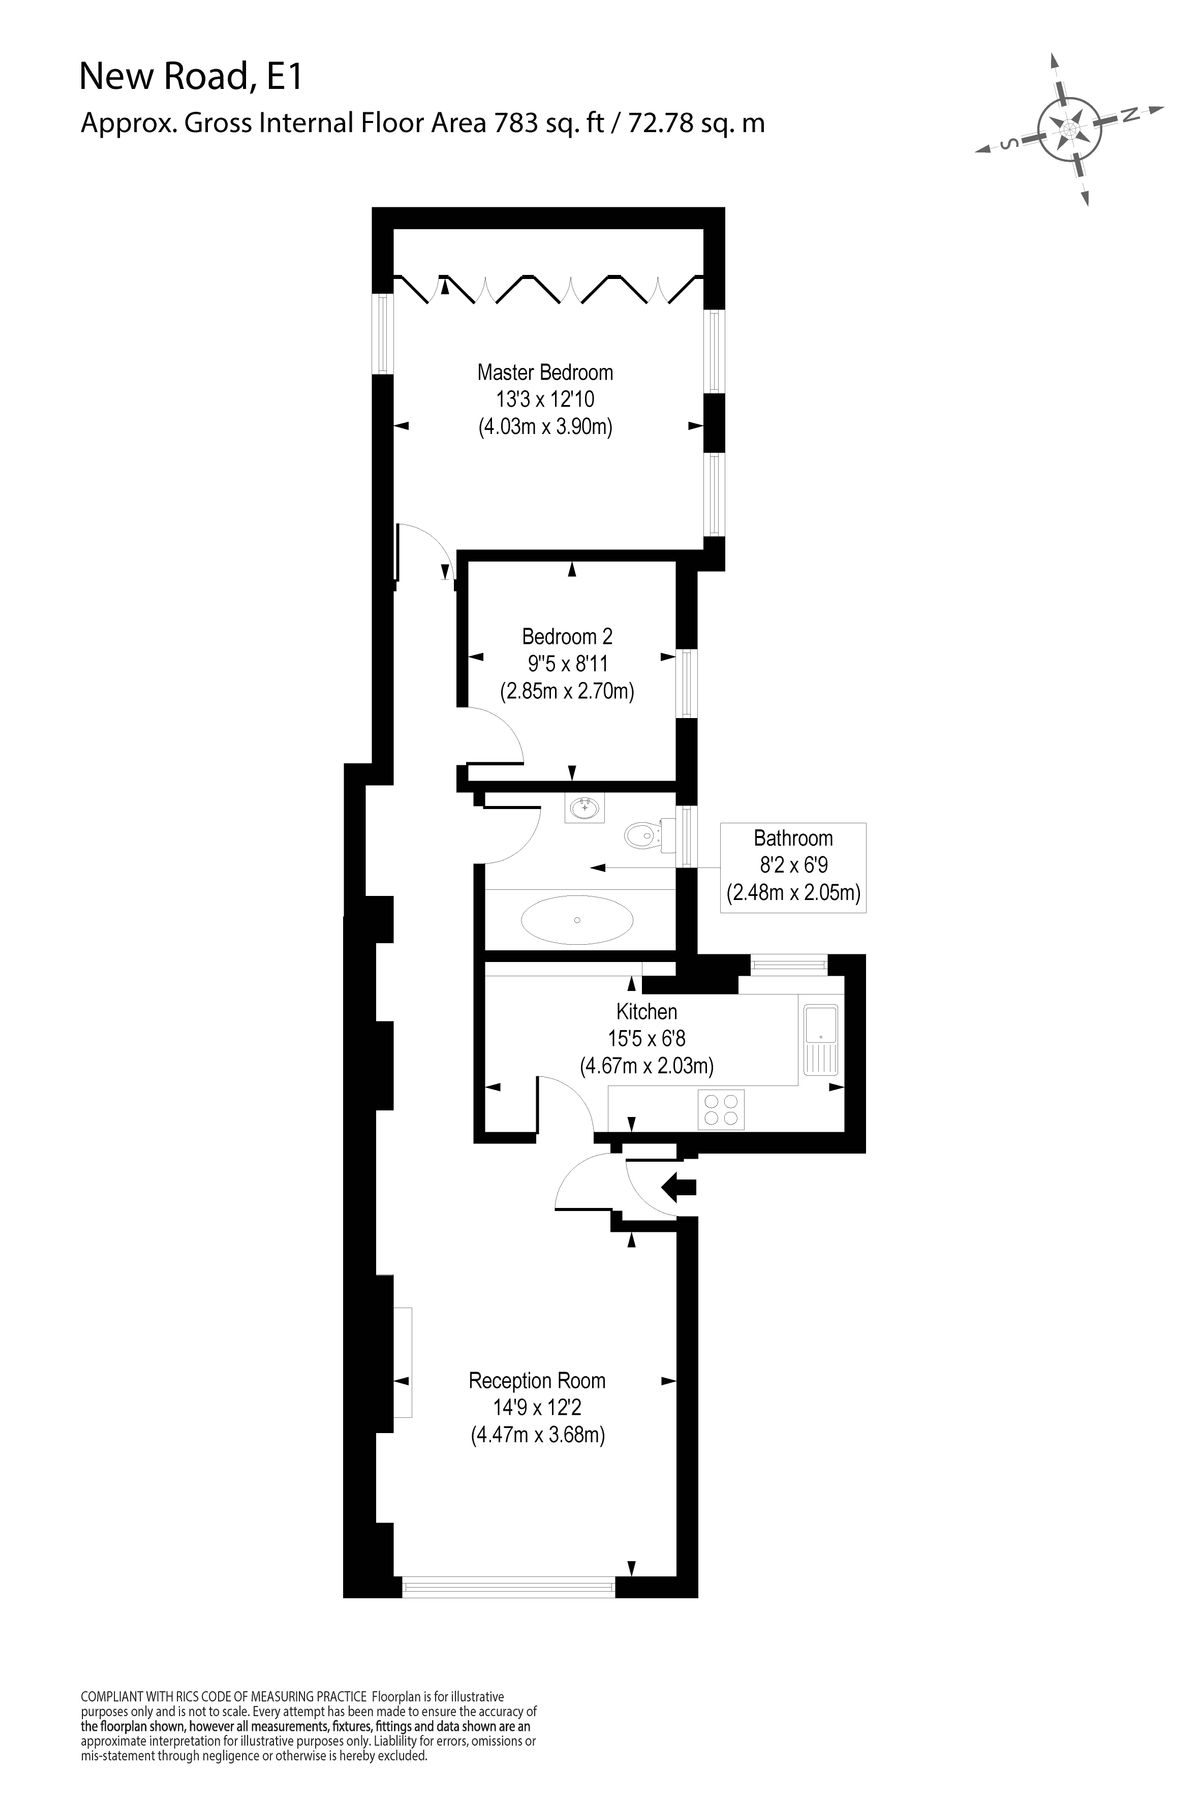 New Road, E1
Approx. Gross Internal Floor Area 783 sq. ft / 72.78 sq. m
N
S
Master Bedroom
13'3 x 12'10
(4.03m x 3.90m)
Bedroom 2
9"5 x 8'11
(2.85m x 2.70m)
Bathroom
8'2 x 6'9
(2.48m x 2.05m)
Kitchen
15'5 x 6'8
(4.67m x 2.03m)
Reception Room
14'9 x 12'2
(4.47m x 3.68m)
COMPLIANT WITH RICS CODE OF MEASURING PRACTICE Floorplan is for illustrative
purposes only and is not to scale. Every attempt has been made to ensure the accuracy of
the floorplan shown, however all measurements, fixtures, fittings and data shown are an
approximate interpretation for illustrative purposes only. Liablility for errors, omissions or
mis-statement through negligence or otherwise is hereby excluded.